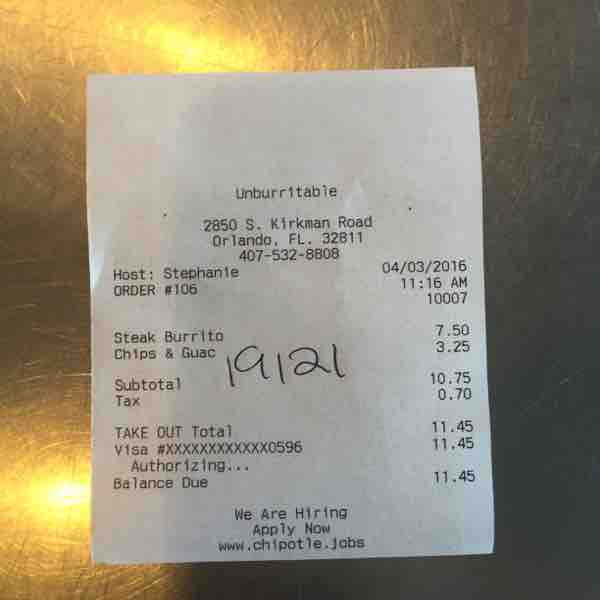 Unburritable
2850 S. Kirkman Road
Orlando, FL. 32811
407-532-8808
Host: Stephanie 04/03/2016
ORDER #106 11:16 AM
10007
Steak Burrito 7.50
Chips & Guac 3.25
19121
Subtotal 10.75
Tax 0.70
TAKE OUT Total 11.45
Visa #XXXXXXXXXXXX0596 11.45
Authorizing...
Balance Due 11.45
We Are Hiring
Apply Now
www.chipotle.jobs